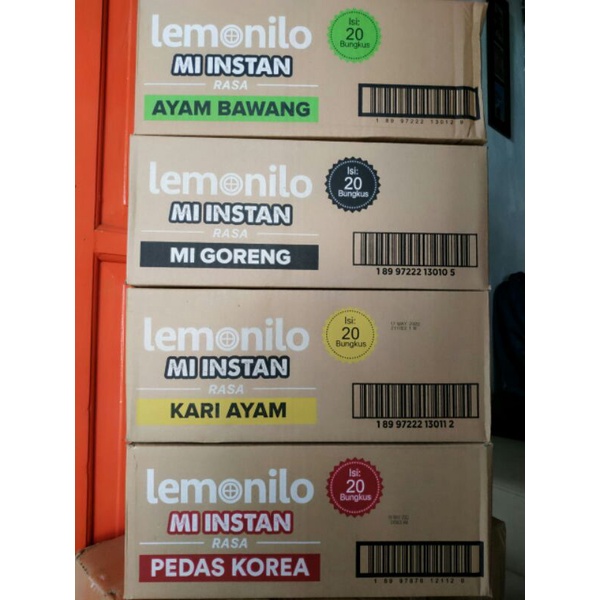 lemonilo
MI INSTAN
RASA
AYAM BAWANG
Isi:
20
Bungkus
lemonilo
MI INSTAN
RASA
MI GORENG
Isi:
20
Bungkus
1 89 97222 13010 5
lemonilo
MI INSTAN
RASA
KARI AYAM
Isi:
20
Bungkus
1 89 97222 13011 2
lemonilo
MI INSTAN
RASA
PEDAS KOREA
Isi:
20
Bungkus